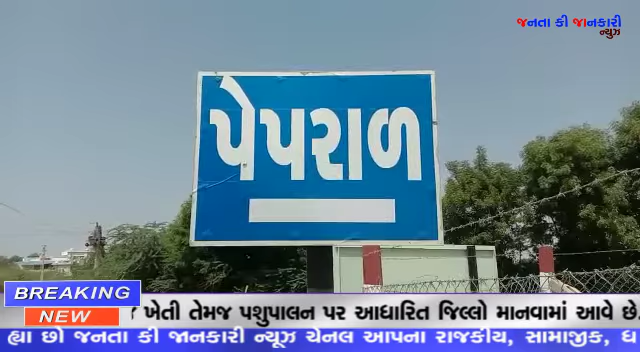 જનતા કી જાનકારી
ન્યુઝ
પેપરાળ
BREAKING
NEW
ખેતી તેમજ પશુપાલન પર આધારિત જિલ્લો માનવામાં આવે છે.
હ્યા છો જનતા કી જાનકારી ન્યૂઝ ચેનલ આપના રાજકીય, સામાજીક, ધ